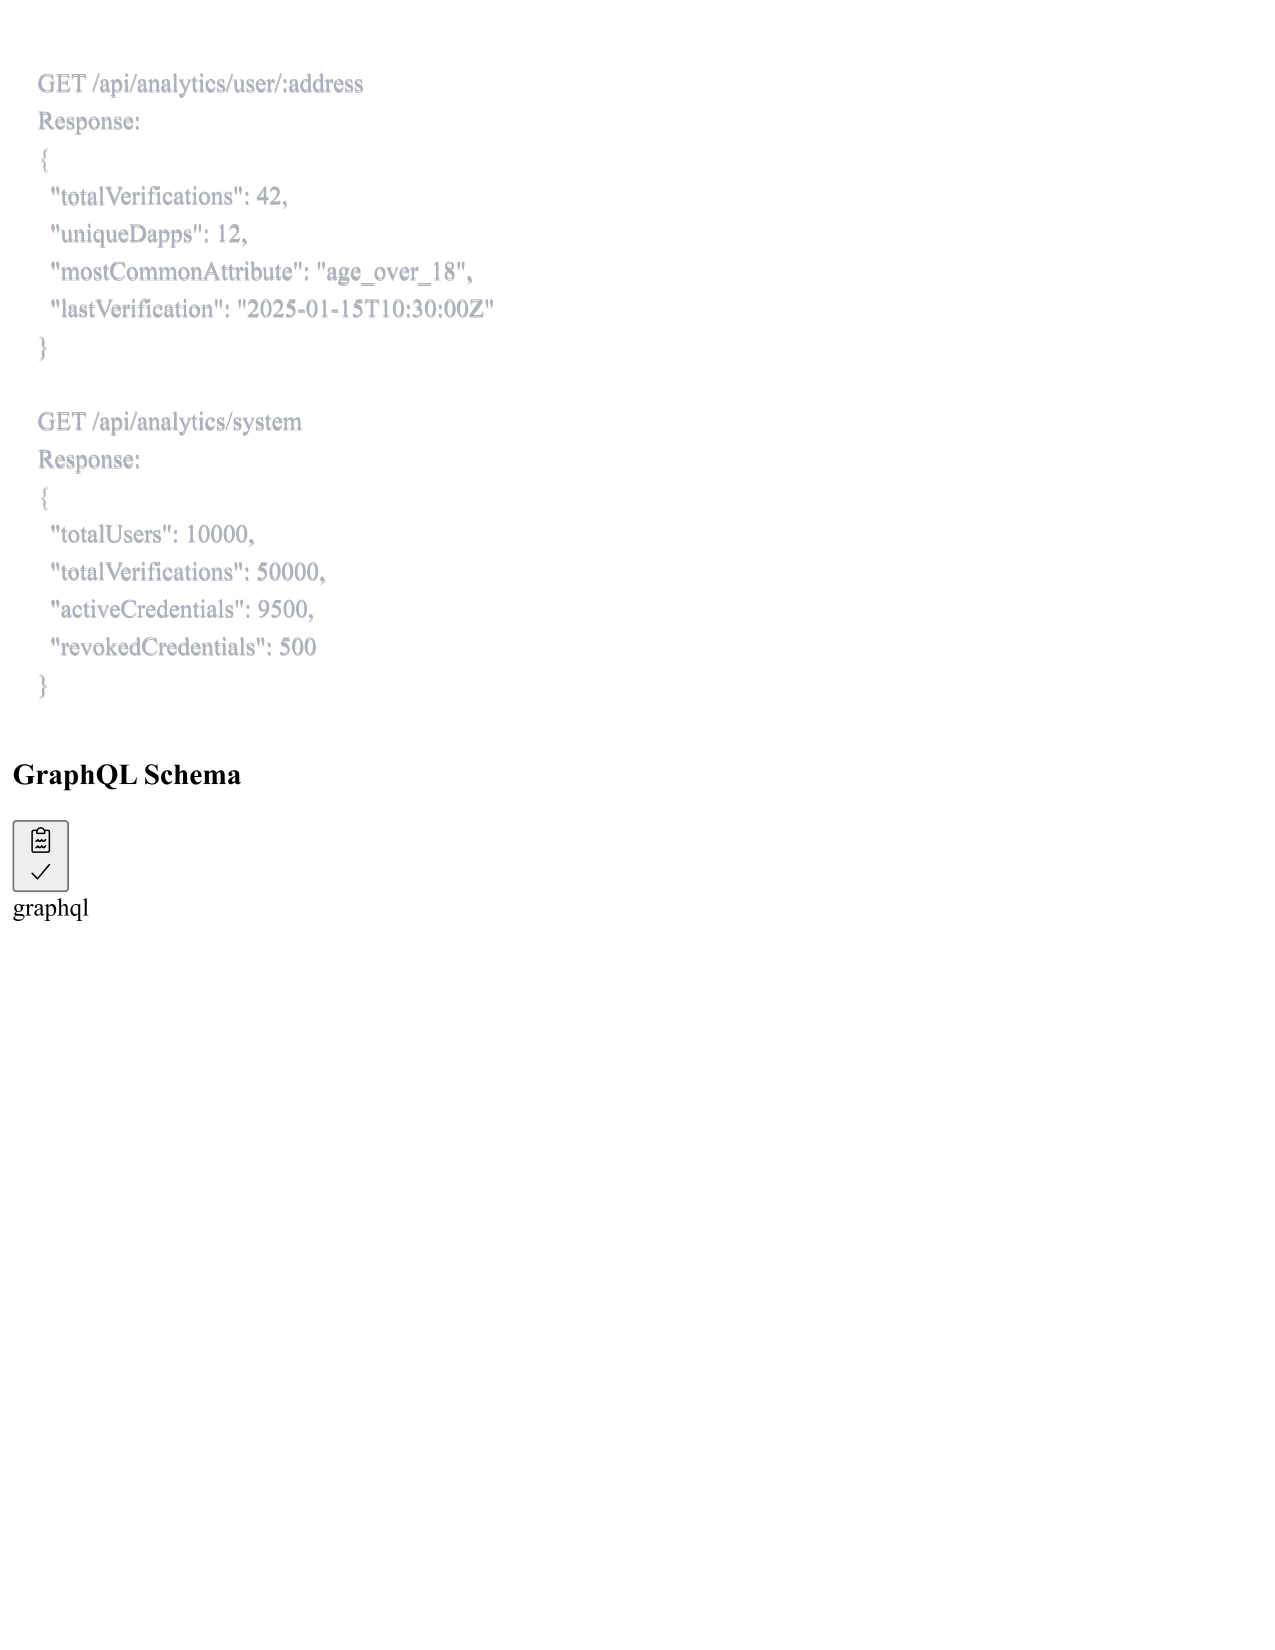 GET /api/analytics/user/:address
Response:
{
  "totalVerifications": 42,
  "uniqueDapps": 12,
  "mostCommonAttribute": "age_over_18",
  "lastVerification": "2025-01-15T10:30:00Z"
}

GET /api/analytics/system
Response:
{
  "totalUsers": 10000,
  "totalVerifications": 50000,
  "activeCredentials": 9500,
  "revokedCredentials": 500
}

GraphQL Schema
graphql